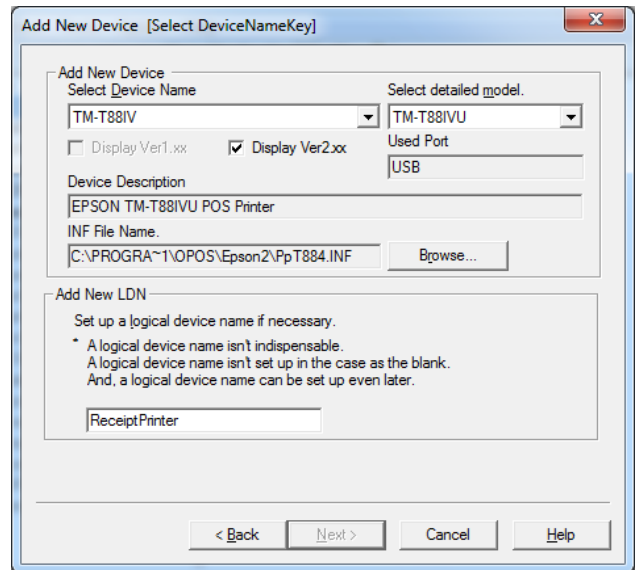 Add New Device [Select DeviceNameKey]
Add New Device
Select Device Name
Select detailed model.
TM-T88IV
TM-T88IVU
Display Ver1.xx
Display Ver2.xx
Used Port
USB
Device Description
EPSON TM-T88IVU POS Printer
INF File Name.
C:\PROGRA~1\OPOS\Epson2\PpT884.INF
Browse...
Add New LDN
Set up a logical device name if necessary.
* A logical device name isn't indispensable.
A logical device name isn't set up in the case as the blank.
And, a logical device name can be set up even later.
ReceiptPrinter
< Back
Next >
Cancel
Help